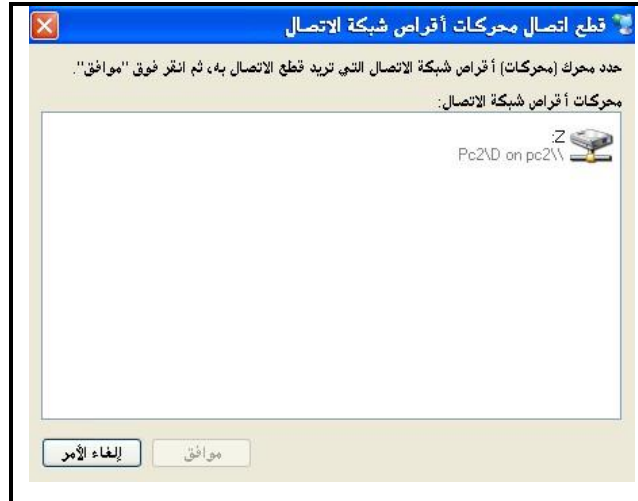 قطع اتصال محركات أقراص شبكة الاتصال
حدد محرك (محركات) أقراص شبكة الاتصال التي تريد قطع الاتصال به، ثم انقر فوق "موافق".
محركات أقراص شبكة الاتصال:
Z:
\\Pc2\D on pc2
موافق
إلغاء الأمر